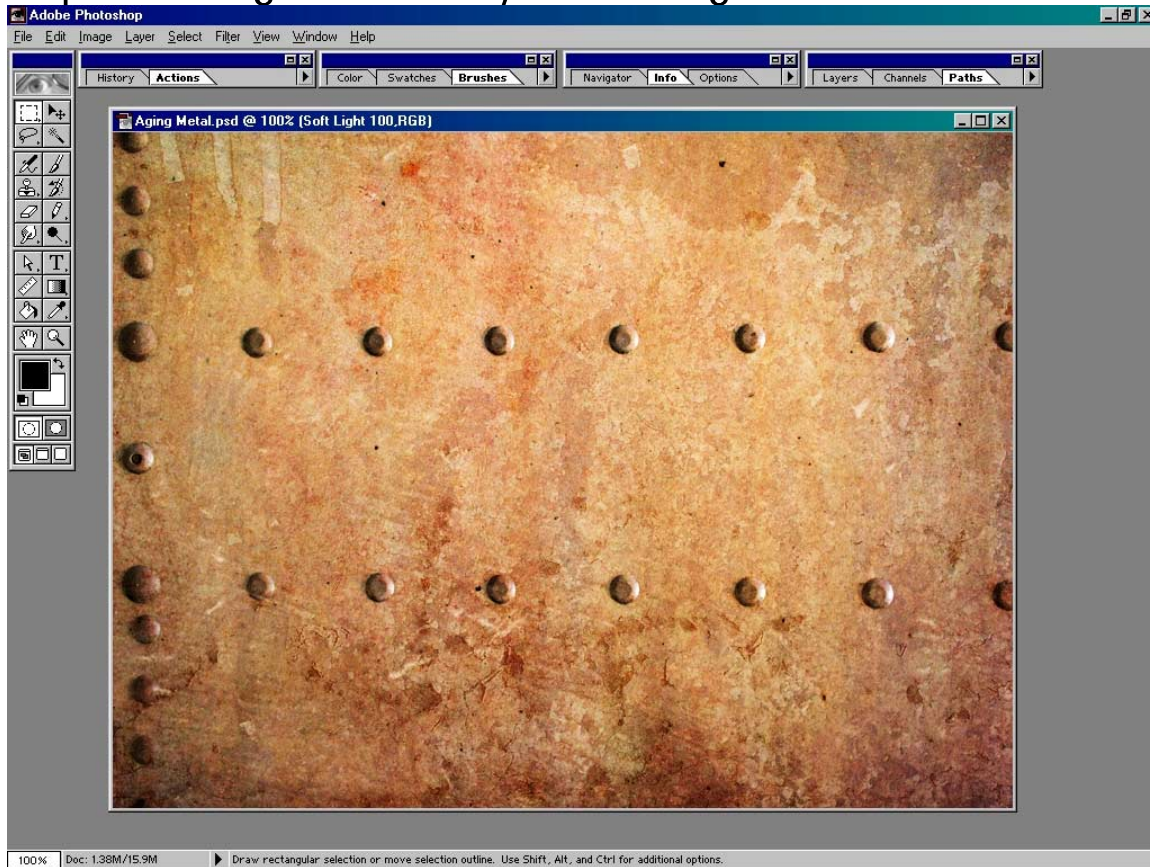 Adobe Photoshop
File Edit Image Layer Select Filter View Window Help
History Actions Color Swatches Brushes Navigator Info Options Layers Channels Paths
Aging Metal.psd @ 100% (Soft Light 100,RGB)
T
100% Doc: 1.38M/15.9M Draw rectangular selection or move selection outline. Use Shift, Alt, and Ctrl for additional options.